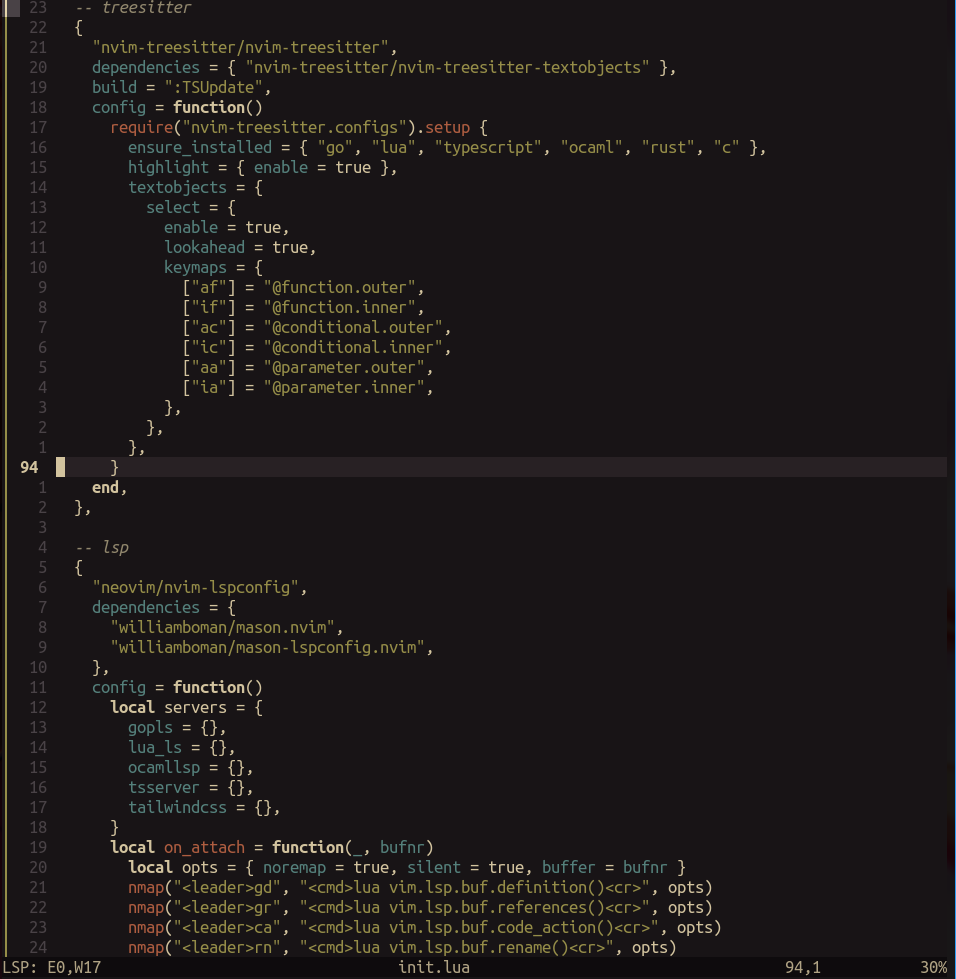 23   -- treesitter
22   {
21     "nvim-treesitter/nvim-treesitter",
20     dependencies = { "nvim-treesitter/nvim-treesitter-textobjects" },
19     build = ":TSUpdate",
18     config = function()
17       require("nvim-treesitter.configs").setup {
16         ensure_installed = { "go", "lua", "typescript", "ocaml", "rust", "c" },
15         highlight = { enable = true },
14         textobjects = {
13           select = {
12             enable = true,
11             lookahead = true,
10             keymaps = {
9               ["af"] = "@function.outer",
8               ["if"] = "@function.inner",
7               ["ac"] = "@conditional.outer",
6               ["ic"] = "@conditional.inner",
5               ["aa"] = "@parameter.outer",
4               ["ia"] = "@parameter.inner",
3             },
2           },
1         },
94       }
1     end,
2   },
3
4   -- lsp
5   {
6     "neovim/nvim-lspconfig",
7     dependencies = {
8       "williamboman/mason.nvim",
9       "williamboman/mason-lspconfig.nvim",
10     },
11     config = function()
12       local servers = {
13         gopls = {},
14         lua_ls = {},
15         ocamllsp = {},
16         tsserver = {},
17         tailwindcss = {},
18       }
19       local on_attach = function(_, bufnr)
20         local opts = { noremap = true, silent = true, buffer = bufnr }
21         nmap("<leader>gd", "<cmd>lua vim.lsp.buf.definition()<cr>", opts)
22         nmap("<leader>gr", "<cmd>lua vim.lsp.buf.references()<cr>", opts)
23         nmap("<leader>ca", "<cmd>lua vim.lsp.buf.code_action()<cr>", opts)
24         nmap("<leader>rn", "<cmd>lua vim.lsp.buf.rename()<cr>", opts)
LSP: E0,W17 init.lua 94,1 30%